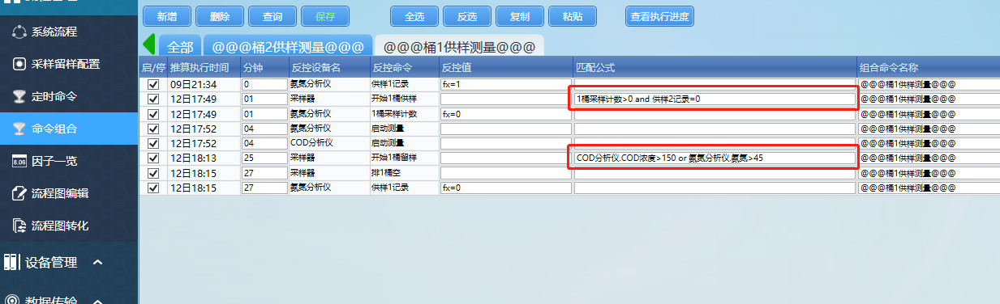 新增 删除 查询 保存 全选 反选 复制 粘贴 查看执行进度
系统流程
采样留样配置
定时命令
命令组合
因子一览
流程图编辑
流程图转化
设备管理
数据传输
8.06
全部 @@@桶2供样测量@@@ @@@桶1供样测量@@@
启/停 推算执行时间 分钟 反控设备名 反控命令 反控值 匹配公式 组合命令名称
09日21:34 0 氨氮分析仪 供样1记录 fx=1 @@@桶1供样测量@@@
12日17:49 01 采样器 开始1桶供样 1桶采样计数>0 and 供样2记录=0 @@@桶1供样测量@@@
12日17:49 01 氨氮分析仪 1桶采样计数 fx=0 @@@桶1供样测量@@@
12日17:52 04 氨氮分析仪 启动测量 @@@桶1供样测量@@@
12日17:52 04 COD分析仪 启动测量 @@@桶1供样测量@@@
12日18:13 25 采样器 开始1桶留样 COD分析仪.COD浓度>150 or 氨氮分析仪.氨氮>45 @@@桶1供样测量@@@
12日18:15 27 采样器 排1桶空 @@@桶1供样测量@@@
12日18:15 27 氨氮分析仪 供样1记录 fx=0 @@@桶1供样测量@@@